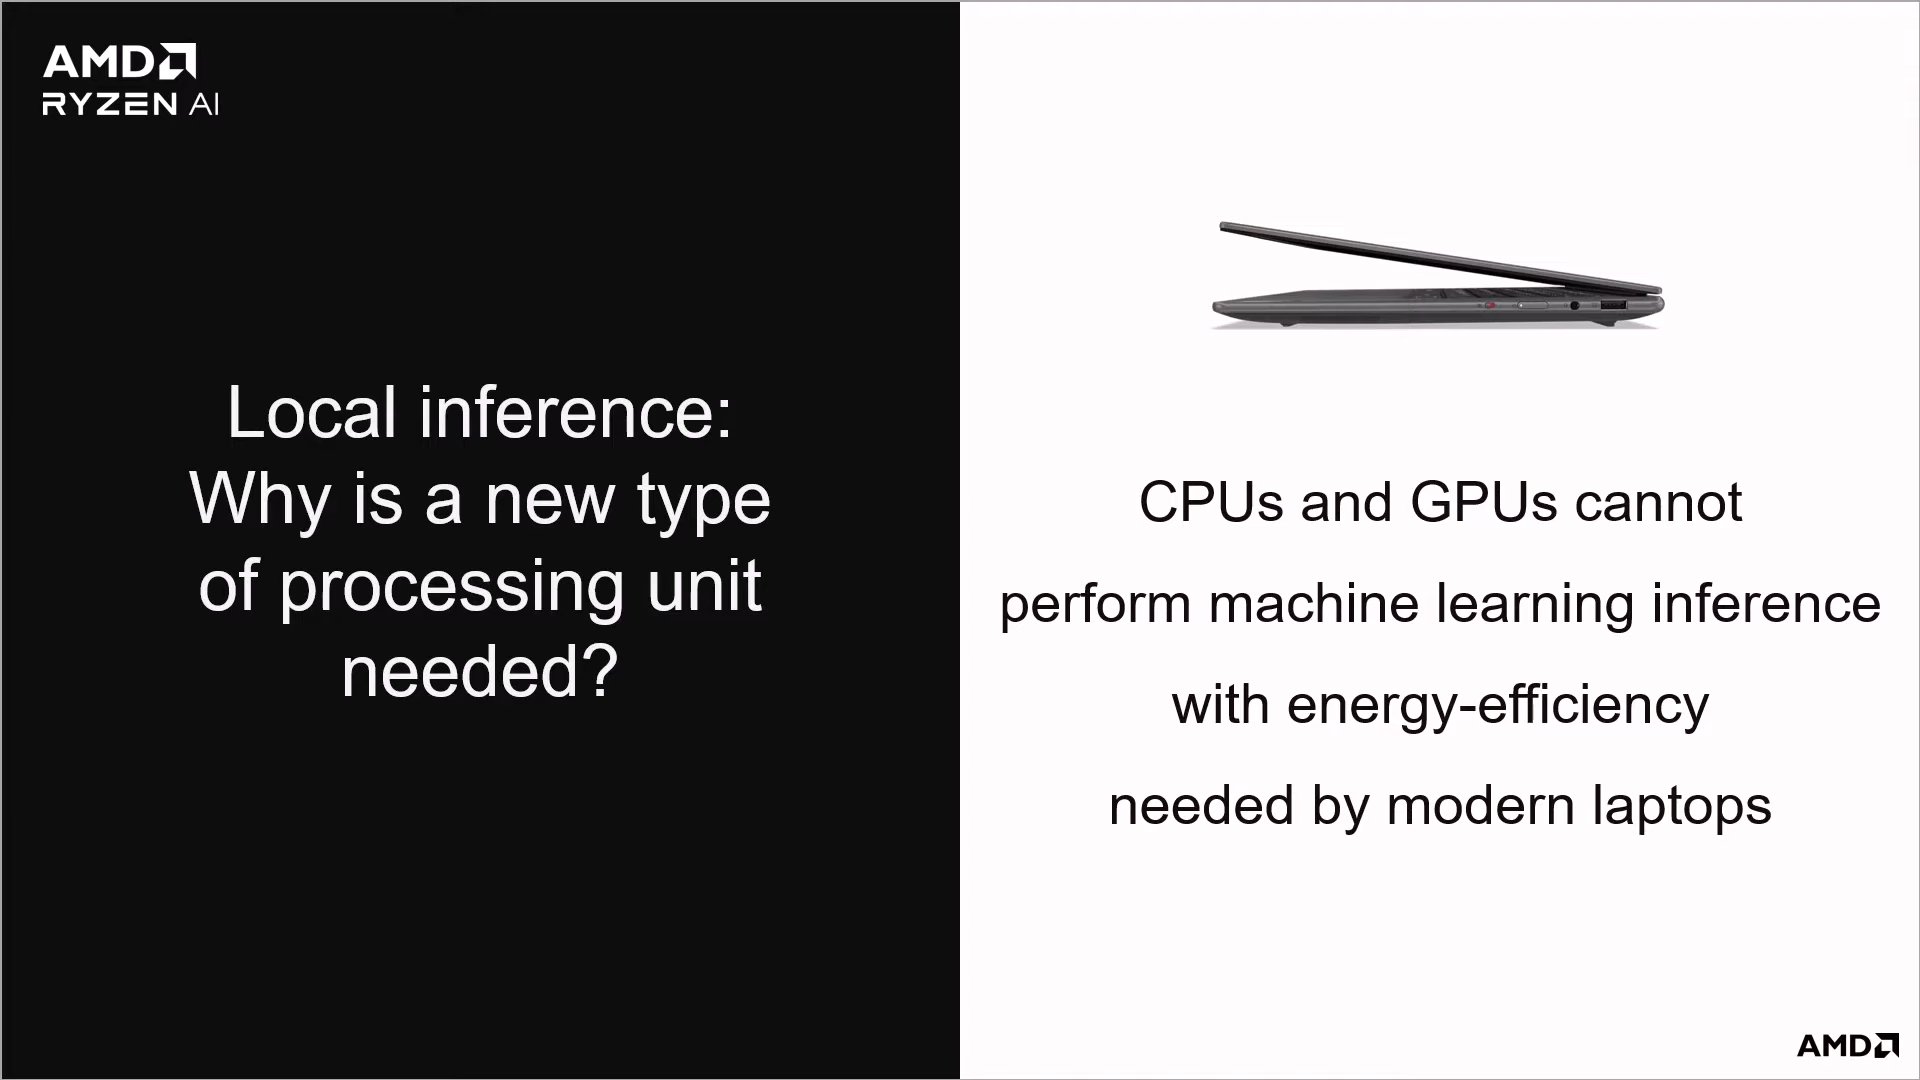 AMD
RYZEN AI
Local inference:
Why is a new type
of processing unit
needed?
CPUs and GPUs cannot
perform machine learning inference
with energy-efficiency
needed by modern laptops
AMD